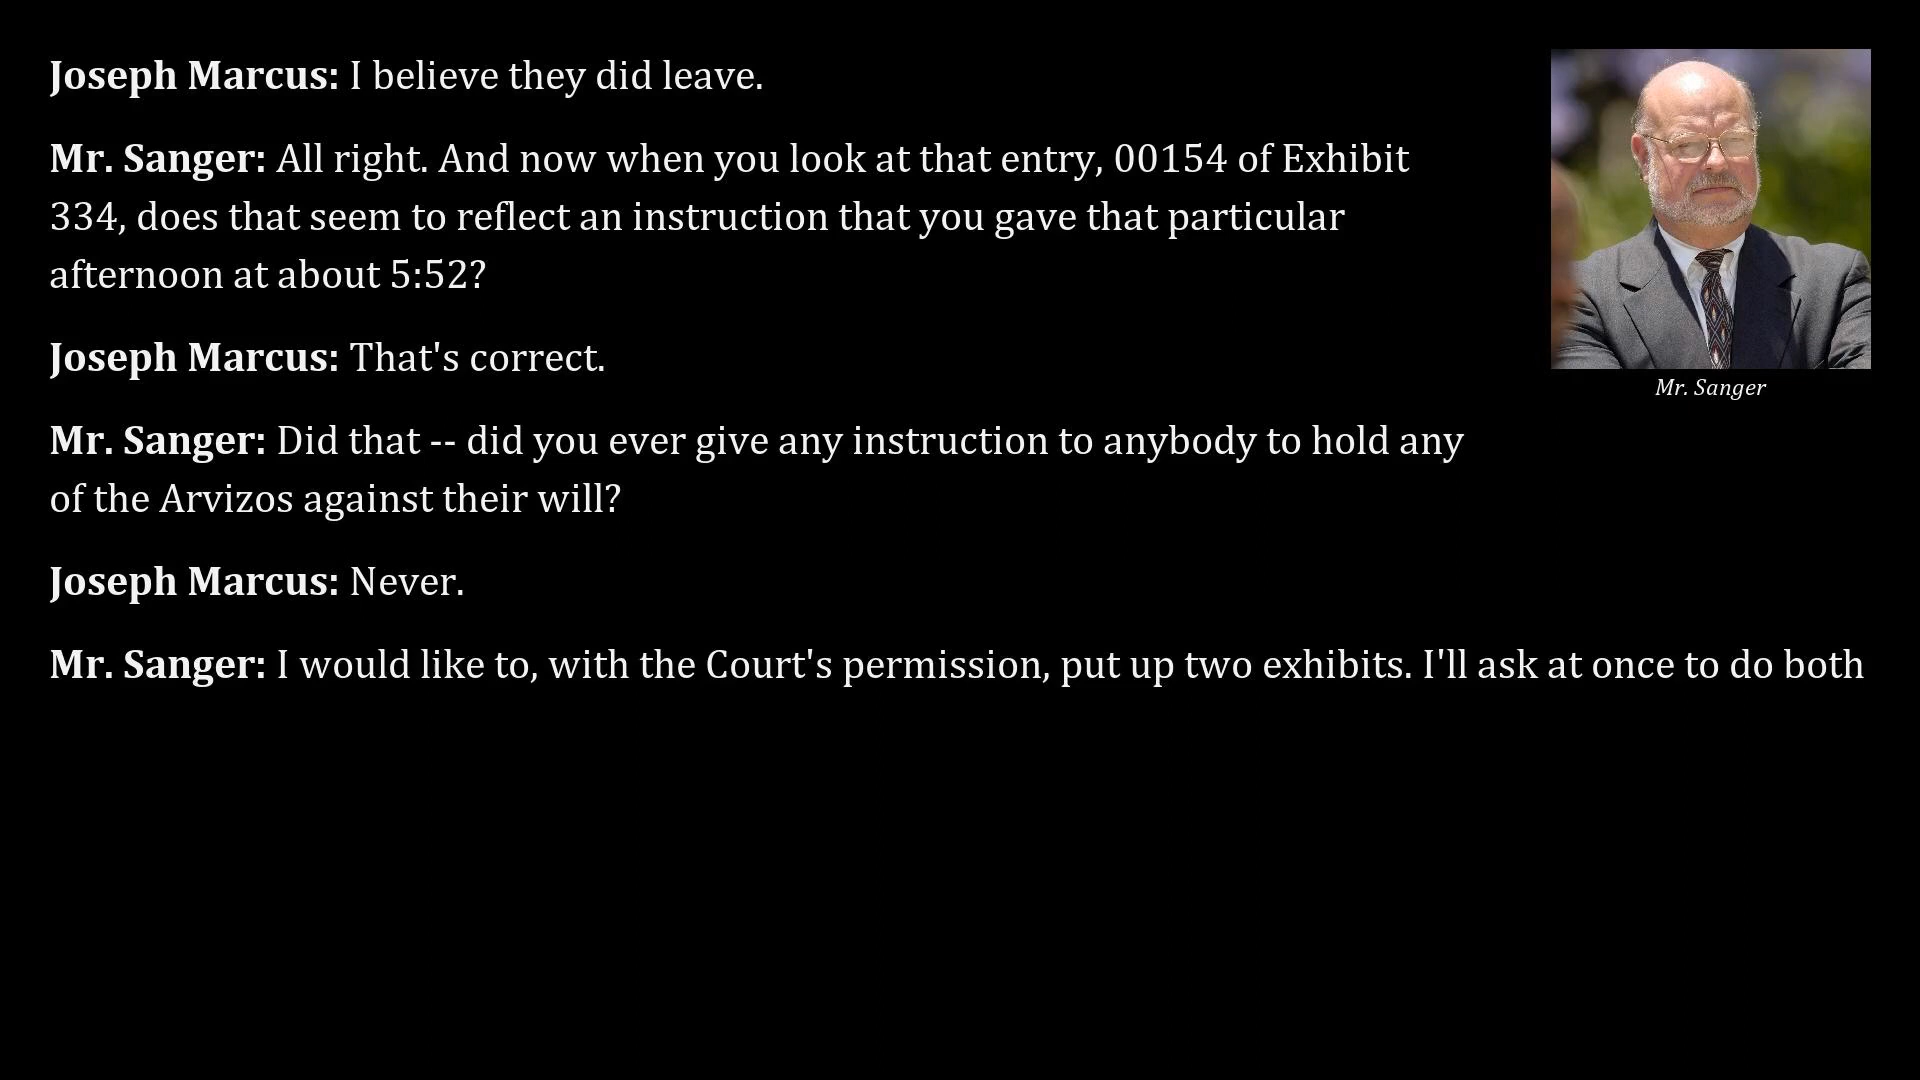 Joseph Marcus: I believe they did leave.
Mr. Sanger: All right. And now when you look at that entry, 00154 of Exhibit
334, does that seem to reflect an instruction that you gave that particular
afternoon at about 5:52?
Joseph Marcus: That's correct.
Mr. Sanger
Mr. Sanger: Did that -- did you ever give any instruction to anybody to hold any
of the Arvizos against their will?
Joseph Marcus: Never.
Mr. Sanger: I would like to, with the Court's permission, put up two exhibits. I'll ask at once to do both